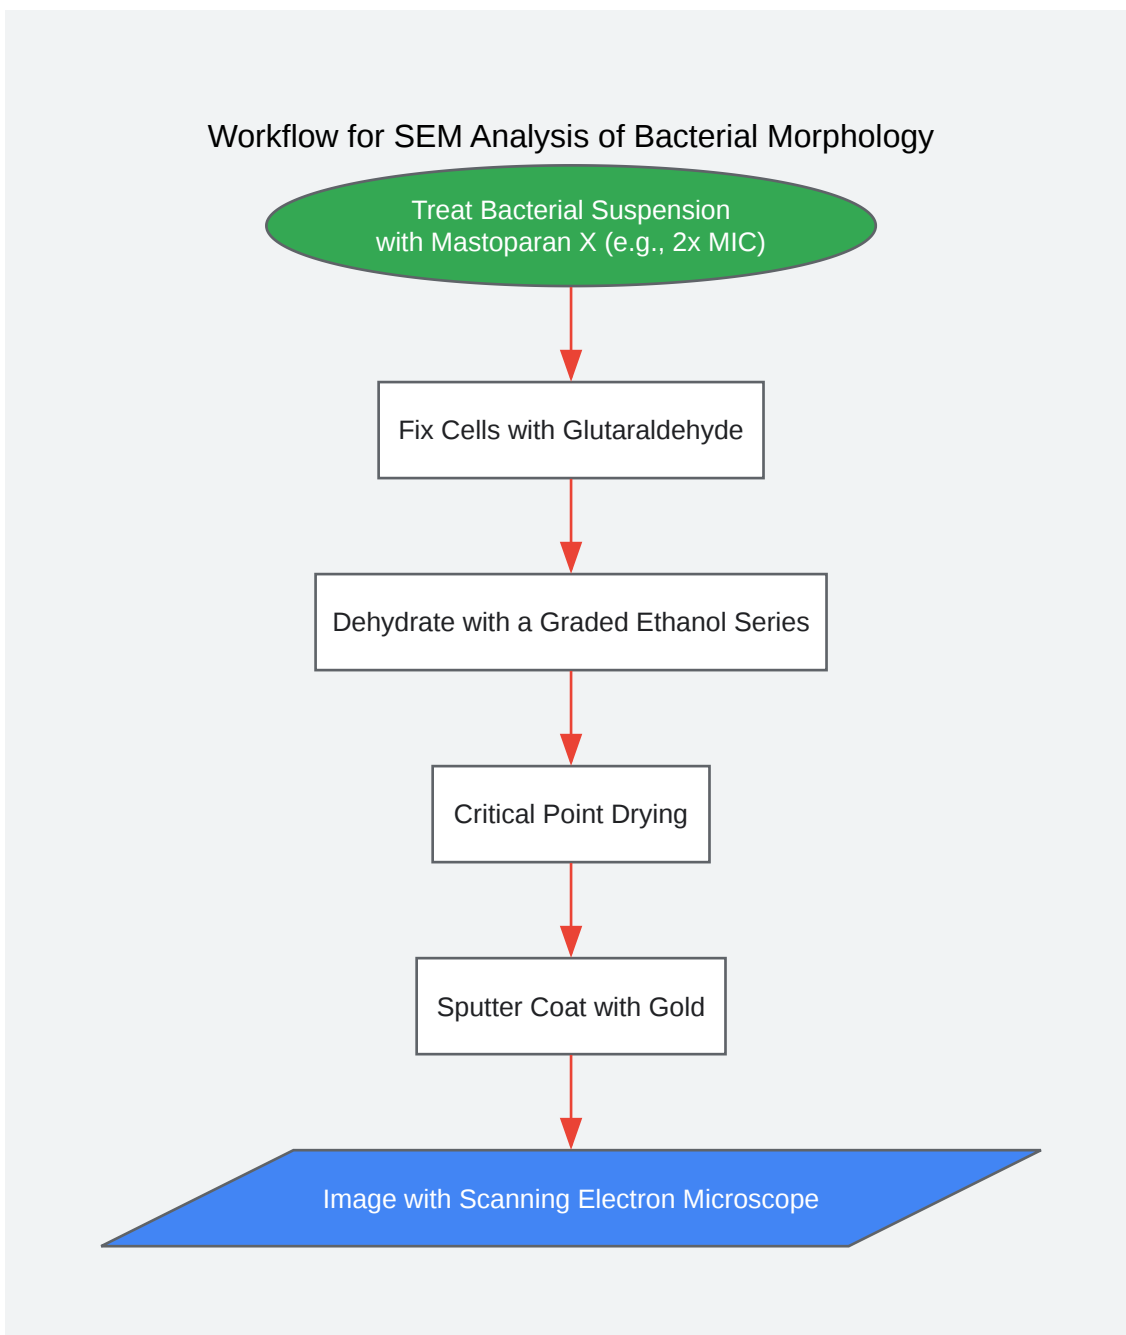 Workflow for SEM Analysis of Bacterial Morphology
Treat Bacterial Suspension
with Mastoparan X (e.g., 2x MIC)
Fix Cells with Glutaraldehyde
Dehydrate with a Graded Ethanol Series
Critical Point Drying
Sputter Coat with Gold
Image with Scanning Electron Microscope